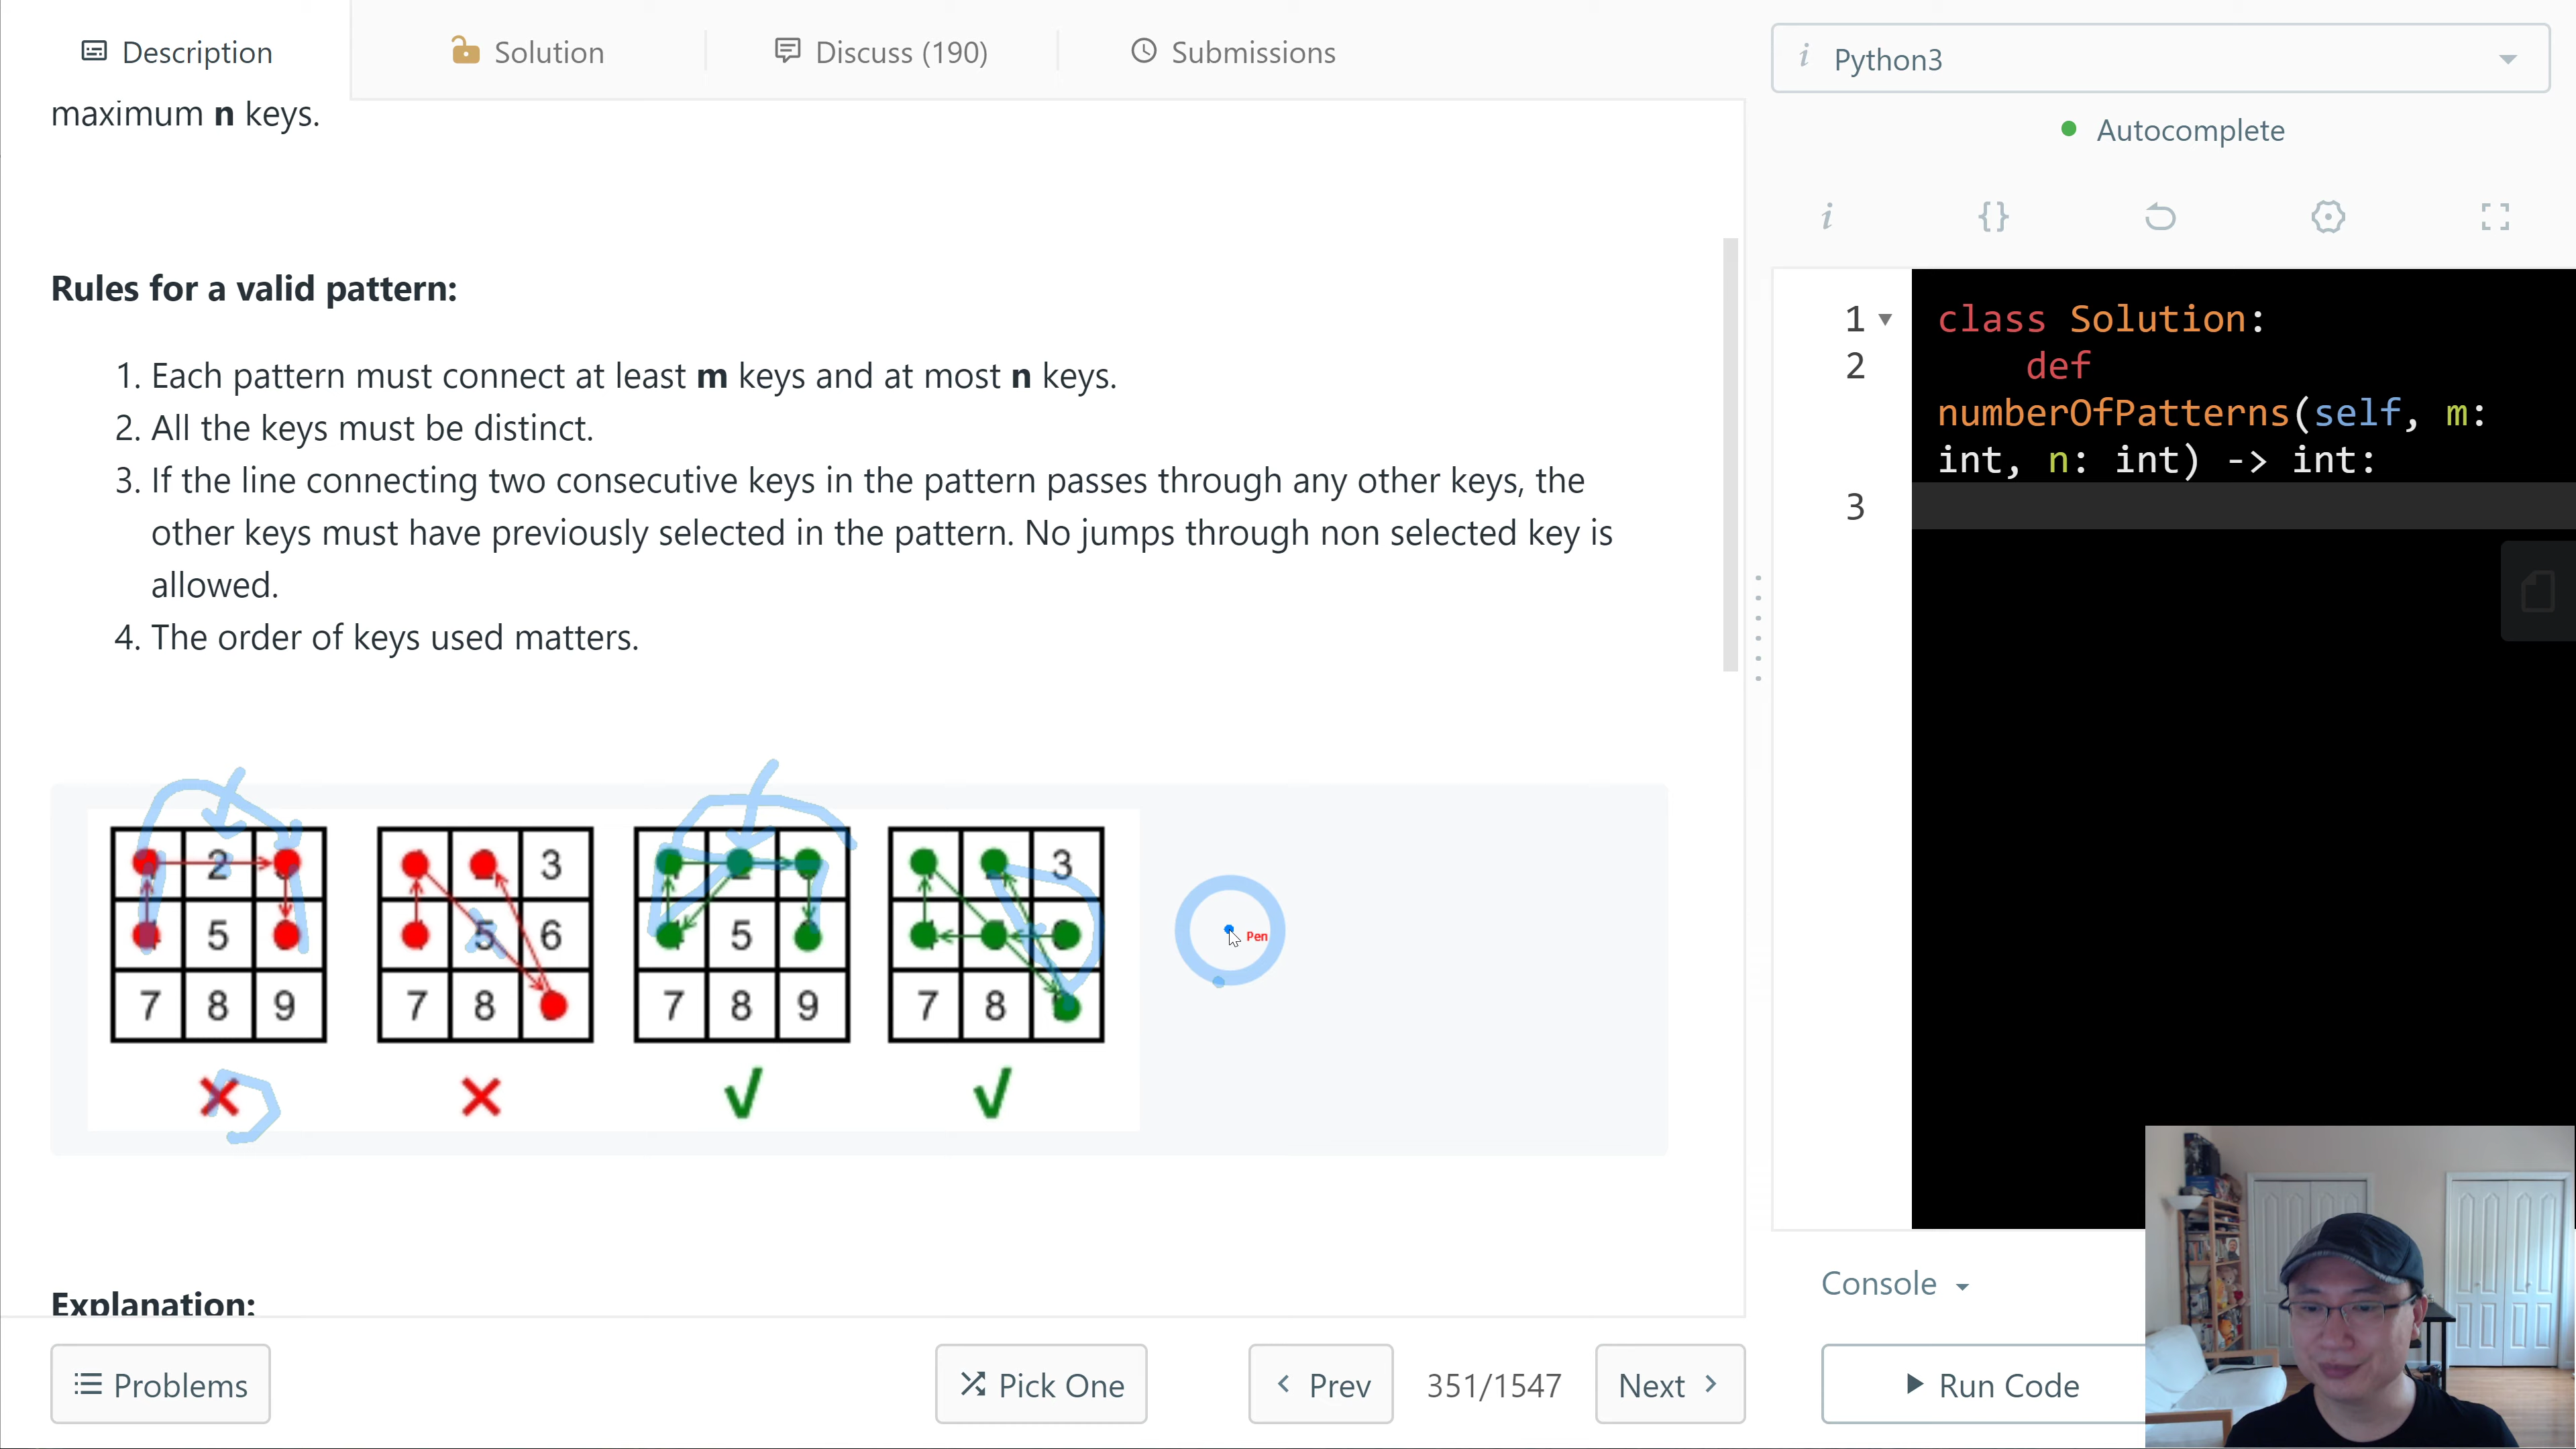 Description
Solution
Discuss (190)
Submissions
maximum n keys.
Rules for a valid pattern:
1. Each pattern must connect at least m keys and at most n keys.
2. All the keys must be distinct.
3. If the line connecting two consecutive keys in the pattern passes through any other keys, the
other keys must have previously selected in the pattern. No jumps through non selected key is
allowed.
4. The order of keys used matters.
2
5
7 8 9
3
5 6
7 8
5
7 8 9
3
7 8
Pen
Explanation:
Problems
Pick One
Prev
351/1547
Next
i Python3
Autocomplete
i {}
1 class Solution:
2 def
numberOfPatterns(self, m:
int, n: int) -> int:
3
Console
Run Code